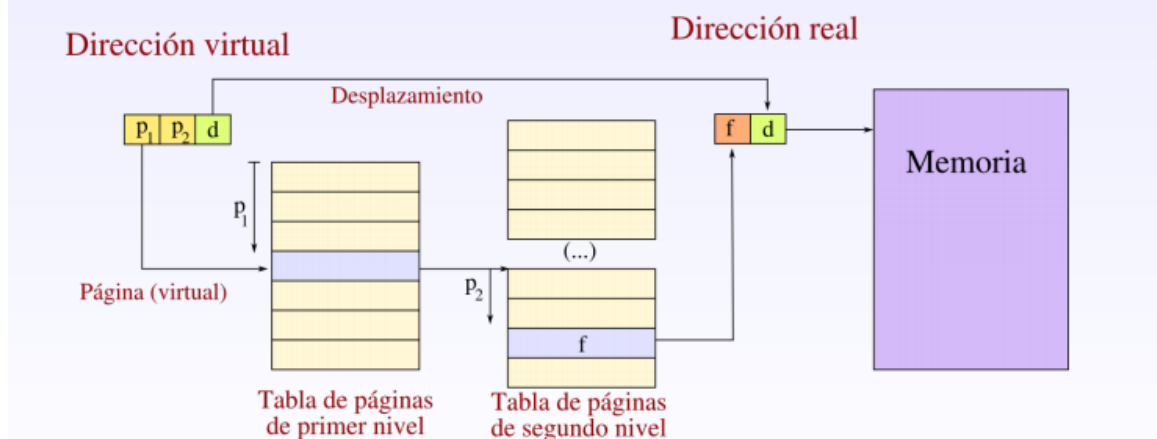 Dirección virtual
Dirección real
Desplazamiento
p1 p2 d
f d
Memoria
p1
(...)
Página (virtual)
p2
f
Tabla de páginas
de primer nivel
Tabla de páginas
de segundo nivel